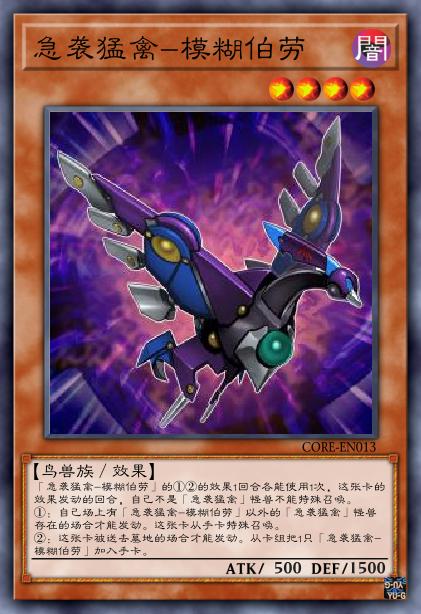 急袭猛禽-模糊伯劳
闇
CORE-EN013
【鸟兽族／效果】
「急袭猛禽-模糊伯劳」的①②的效果1回合各能使用1次，这张卡的
效果发动的回合，自己不是「急袭猛禽」怪兽不能特殊召唤。
①：自己场上有「急袭猛禽-模糊伯劳」以外的「急袭猛禽」怪兽
存在的场合才能发动。这张卡从手卡特殊召唤。
②：这张卡被送去墓地的场合才能发动。从卡组把1只「急袭猛禽-
模糊伯劳」加入手卡。
ATK/ 500 DEF/1500